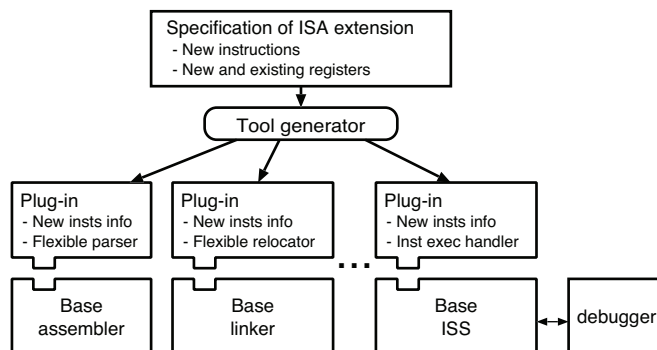 Specification of ISA extension
- New instructions
- New and existing registers
Tool generator
Plug-in
- New insts info
- Flexible parser
Plug-in
- New insts info
- Flexible relocator
...
Plug-in
- New insts info
- Inst exec handler
Base
assembler
Base
linker
Base
ISS
debugger